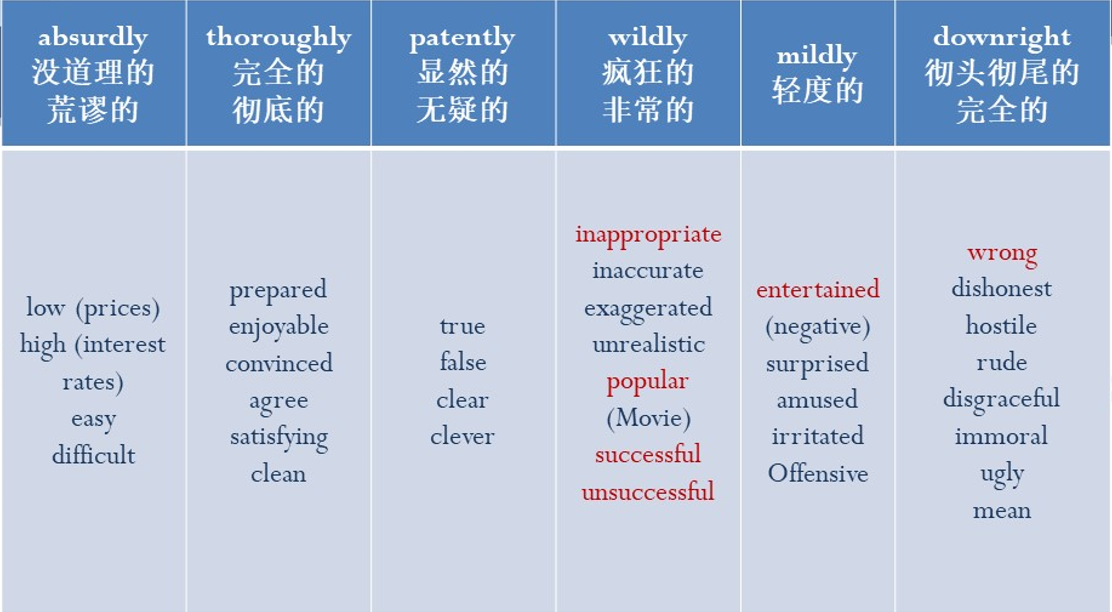 absurdly
没道理的
荒谬的
thoroughly
完全的
彻底的
patently
显然的
无疑的
wildly
疯狂的
非常的
mildly
轻度的
downright
彻头彻尾的
完全的
low (prices)
high (interest
rates)
easy
difficult
prepared
enjoyable
convinced
agree
satisfying
clean
true
false
clear
clever
inappropriate
inaccurate
exaggerated
unrealistic
popular
(Movie)
successful
unsuccessful
entertained
(negative)
surprised
amused
irritated
Offensive
wrong
dishonest
hostile
rude
disgraceful
immoral
ugly
mean